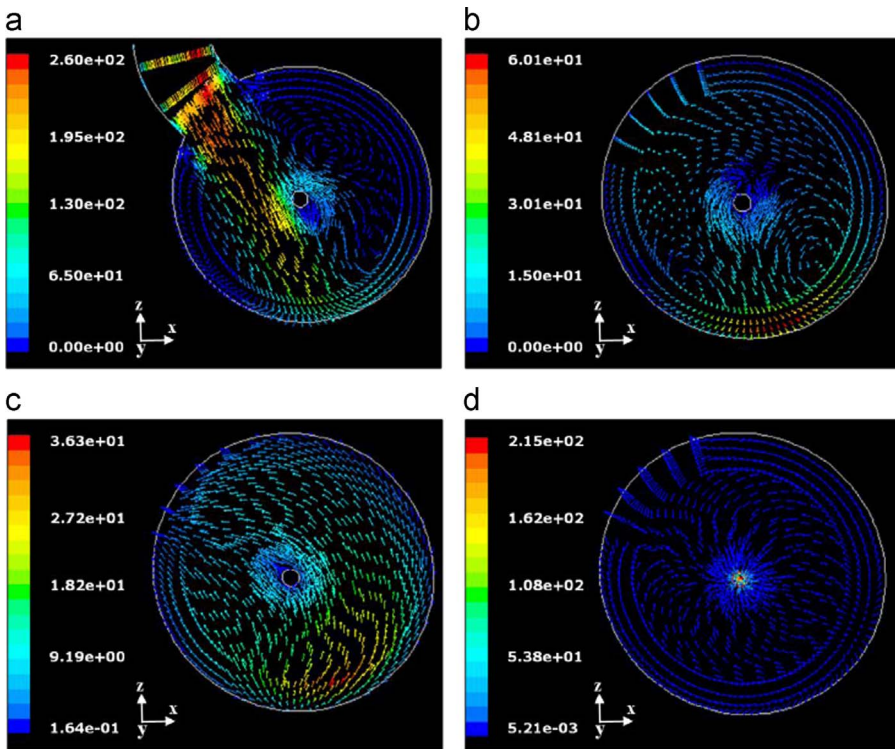 a
2.60e+02
1.95e+02
1.30e+02
6.50e+01
0.00e+00
z
x
y
b
6.01e+01
4.81e+01
3.01e+01
1.50e+01
0.00e+00
z
x
y
c
3.63e+01
2.72e+01
1.82e+01
9.19e+00
1.64e-01
z
x
y
d
2.15e+02
1.62e+02
1.08e+02
5.38e+01
5.21e-03
z
x
y